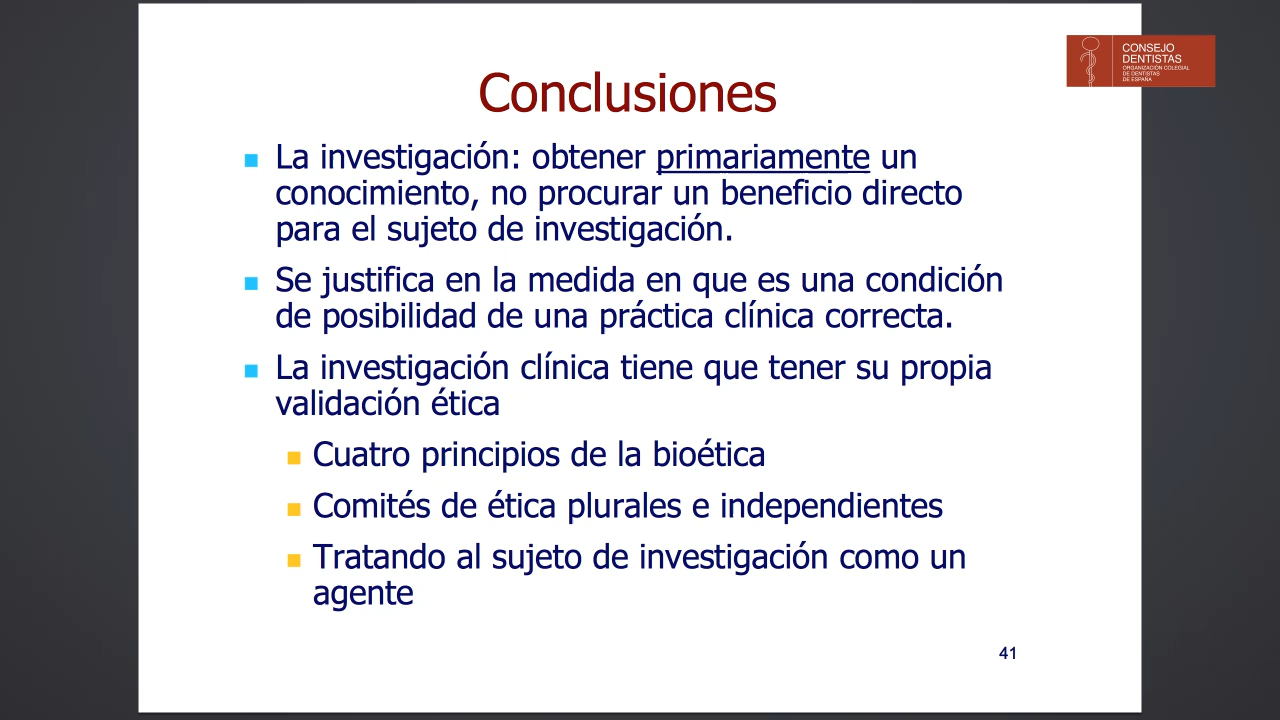 CONSEJO
DENTISTAS
ORGANIZACIÓN COLEGIAL
DE DENTISTAS
DE ESPAÑA
Conclusiones
La investigación: obtener primariamente un
conocimiento, no procurar un beneficio directo
para el sujeto de investigación.
Se justifica en la medida en que es una condición
de posibilidad de una práctica clínica correcta.
La investigación clínica tiene que tener su propia
validación ética
Cuatro principios de la bioética
Comités de ética plurales e independientes
Tratando al sujeto de investigación como un
agente
41